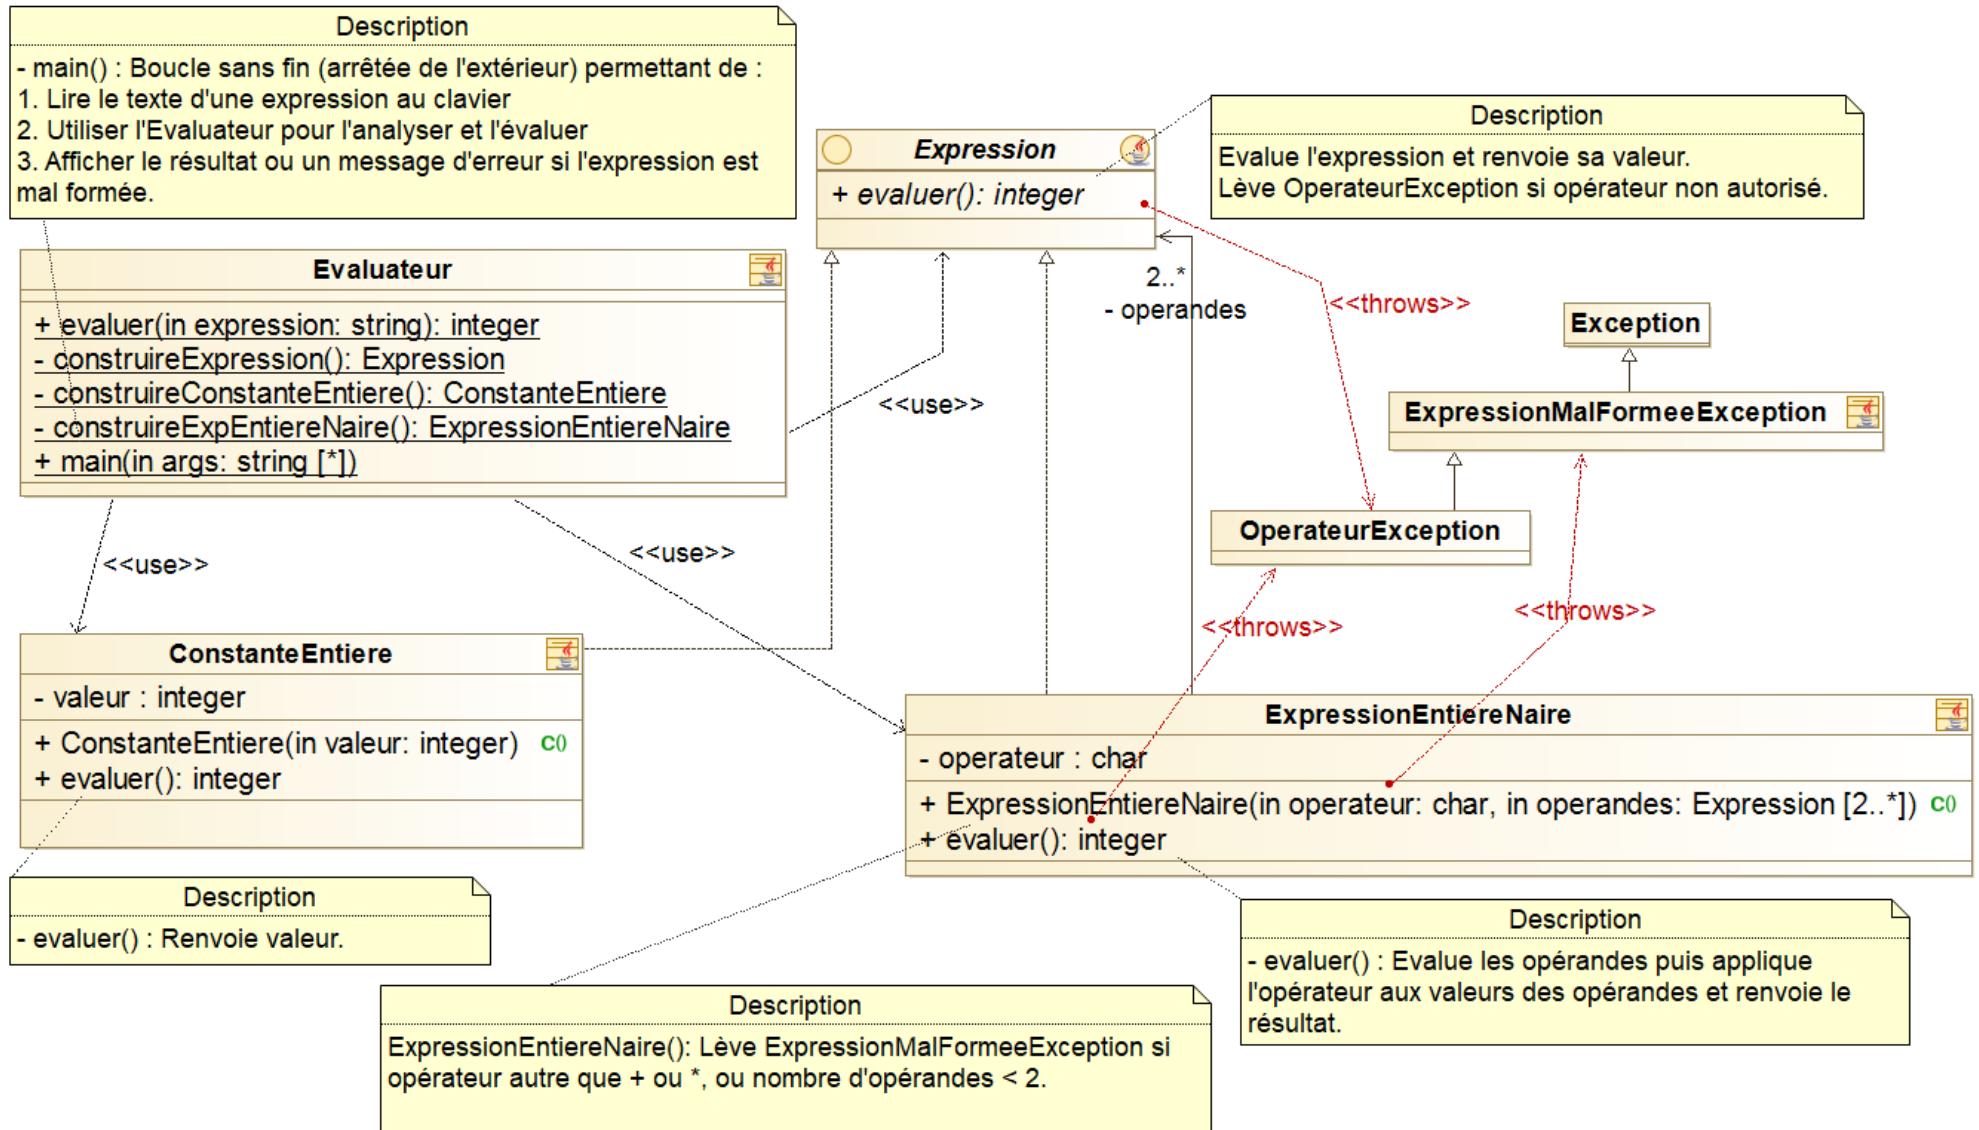 Description
- main() : Boucle sans fin (arrêtée de l'extérieur) permettant de :
1. Lire le texte d'une expression au clavier
2. Utiliser l'Evaluateur pour l'analyser et l'évaluer
3. Afficher le résultat ou un message d'erreur si l'expression est
mal formée.
Expression
+ evaluer(): integer
Description
Evalue l'expression et renvoie sa valeur.
Lève OperateurException si opérateur non autorisé.
Evaluateur
+ evaluer(in expression: string): integer
- construireExpression(): Expression
- construireConstanteEntiere(): ConstanteEntiere
- construireExpEntiereNaire(): ExpressionEntiereNaire
+ main(in args: string [*])
2..*
- operandes
<<throws>>
Exception
<<use>>
ExpressionMalFormeeException
OperateurException
<<use>>
<<use>>
<<throws>>
<<throws>>
ConstanteEntiere
- valeur : integer
+ ConstanteEntiere(in valeur: integer) C()
+ evaluer(): integer
ExpressionEntiereNaire
- operateur : char
+ ExpressionEntiereNaire(in operateur: char, in operandes: Expression [2..*]) C()
+ evaluer(): integer
Description
- evaluer() : Renvoie valeur.
Description
- evaluer() : Evalue les opérandes puis applique
l'opérateur aux valeurs des opérandes et renvoie le
résultat.
Description
ExpressionEntiereNaire(): Lève ExpressionMalFormeeException si
opérateur autre que + ou *, ou nombre d'opérandes < 2.